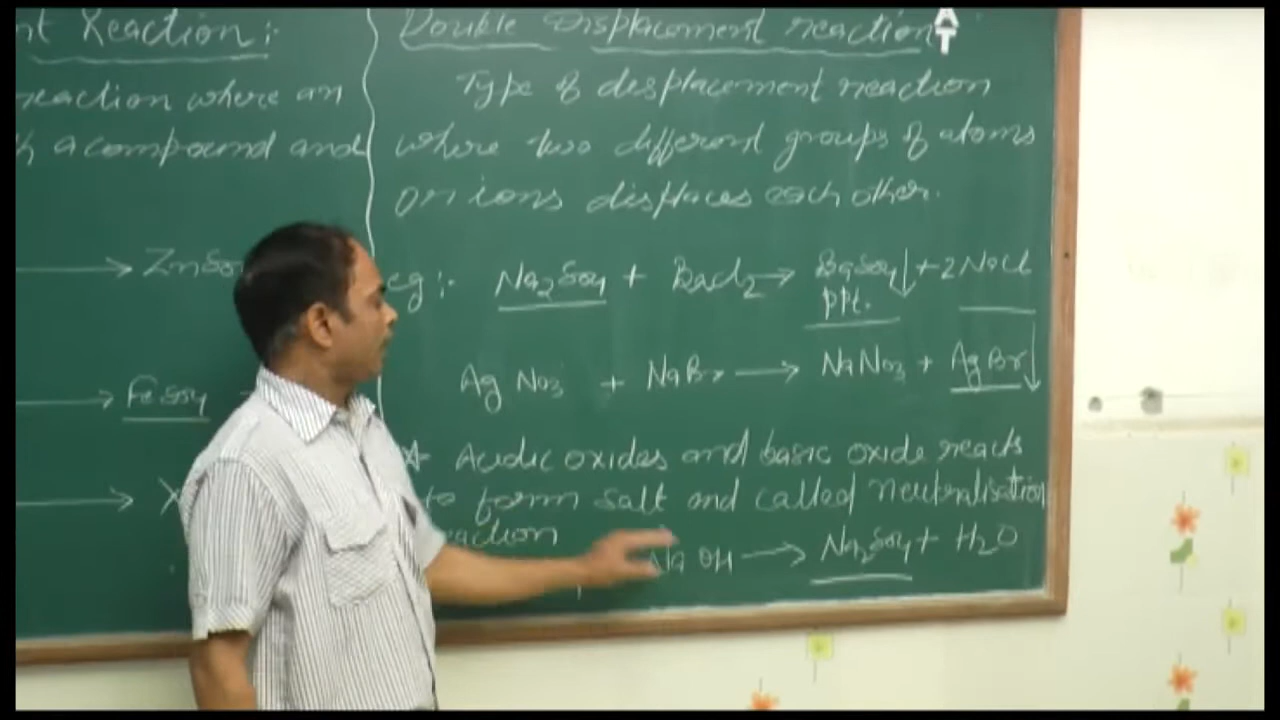 nt Reaction:
reaction where an
h a compound and
→ ZnSO4
→ FeSO4
→ X
Double Displacement reaction
A
T
Type of displacement reaction
where two different groups of atoms
or ions displaces each other.
eg:- Na2SO4 + BaCl2 → BaSO4↓ + 2NaCl
ppt.
AgNO3 + NaBr → NaNO3 + AgBr↓
* Acidic oxides and basic oxide reacts
to form salt and called Neutralisation
reaction
NaOH → Na2SO4 + H2O